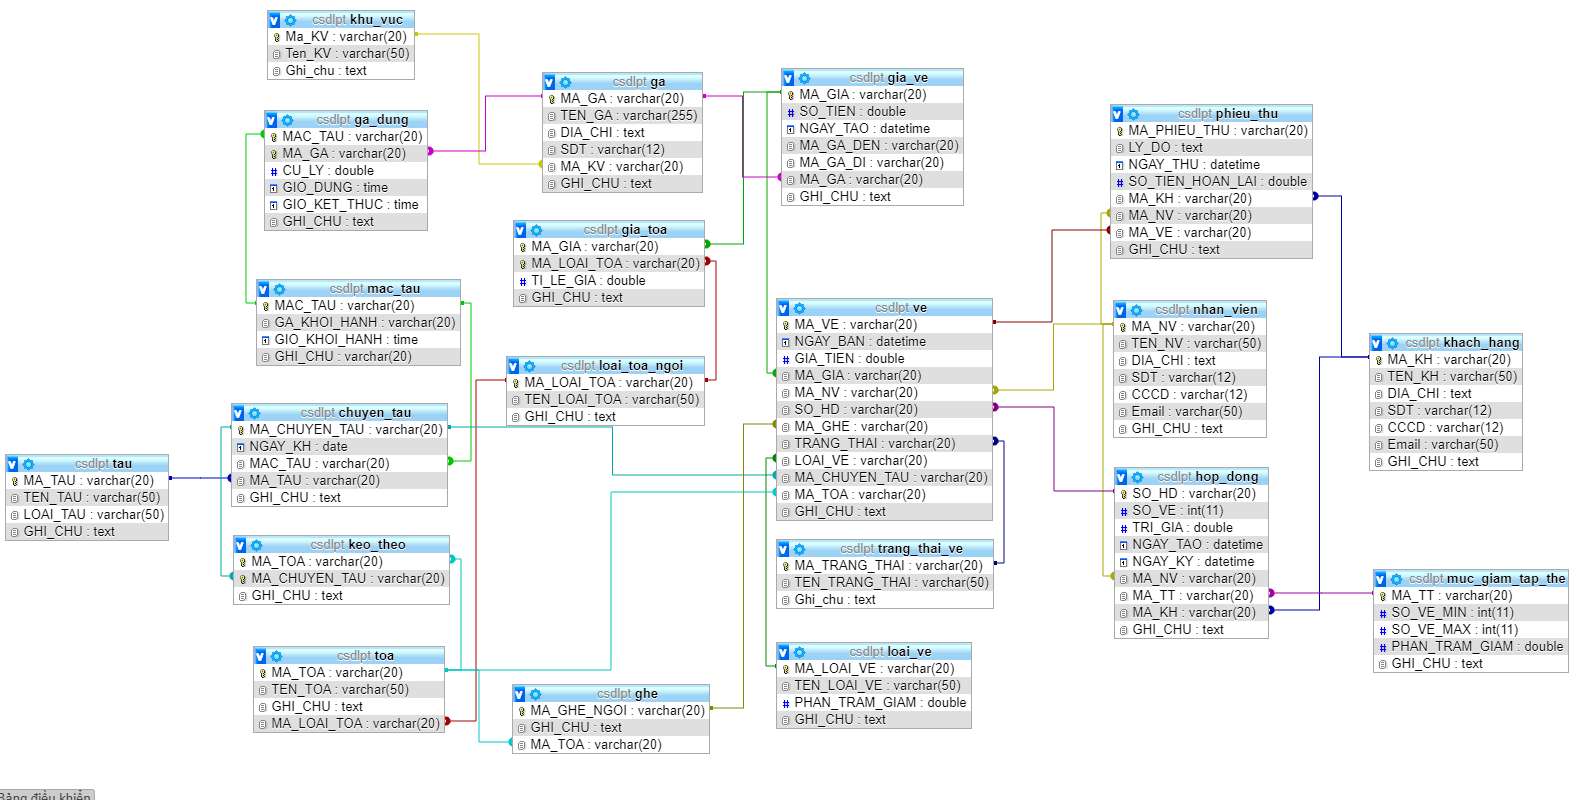 csdlpt khu_vuc
Ma_KV : varchar(20)
Ten_KV : varchar(50)
Ghi_chu : text
csdlpt ga_dung
MAC_TAU : varchar(20)
MA_GA : varchar(20)
CU_LY : double
GIO_DUNG : time
GIO_KET_THUC : time
GHI_CHU : text
csdlpt mac_tau
MAC_TAU : varchar(20)
GA_KHOI_HANH : varchar(20)
GIO_KHOI_HANH : time
GHI_CHU : varchar(20)
csdlpt chuyen_tau
MA_CHUYEN_TAU : varchar(20)
NGAY_KH : date
MAC_TAU : varchar(20)
MA_TAU : varchar(20)
GHI_CHU : text
csdlpt tau
MA_TAU : varchar(20)
TEN_TAU : varchar(50)
LOAI_TAU : varchar(50)
GHI_CHU : text
csdlpt keo_theo
MA_TOA : varchar(20)
MA_CHUYEN_TAU : varchar(20)
GHI_CHU : text
csdlpt toa
MA_TOA : varchar(20)
TEN_TOA : varchar(50)
GHI_CHU : text
MA_LOAI_TOA : varchar(20)
csdlpt ga
MA_GA : varchar(20)
TEN_GA : varchar(255)
DIA_CHI : text
SDT : varchar(12)
MA_KV : varchar(20)
GHI_CHU : text
csdlpt gia_toa
MA_GIA : varchar(20)
MA_LOAI_TOA : varchar(20)
TI_LE_GIA : double
GHI_CHU : text
csdlpt loai_toa_ngoi
MA_LOAI_TOA : varchar(20)
TEN_LOAI_TOA : varchar(50)
GHI_CHU : text
csdlpt ghe
MA_GHE_NGOI : varchar(20)
GHI_CHU : text
MA_TOA : varchar(20)
csdlpt gia_ve
MA_GIA : varchar(20)
SO_TIEN : double
NGAY_TAO : datetime
MA_GA_DEN : varchar(20)
MA_GA_DI : varchar(20)
MA_GA : varchar(20)
GHI_CHU : text
csdlpt ve
MA_VE : varchar(20)
NGAY_BAN : datetime
GIA_TIEN : double
MA_GIA : varchar(20)
MA_NV : varchar(20)
SO_HD : varchar(20)
MA_GHE : varchar(20)
TRANG_THAI : varchar(20)
LOAI_VE : varchar(20)
MA_CHUYEN_TAU : varchar(20)
MA_TOA : varchar(20)
GHI_CHU : text
csdlpt trang_thai_ve
MA_TRANG_THAI : varchar(20)
TEN_TRANG_THAI : varchar(50)
Ghi_chu : text
csdlpt loai_ve
MA_LOAI_VE : varchar(20)
TEN_LOAI_VE : varchar(50)
PHAN_TRAM_GIAM : double
GHI_CHU : text
csdlpt phieu_thu
MA_PHIEU_THU : varchar(20)
LY_DO : text
NGAY_THU : datetime
SO_TIEN_HOAN_LAI : double
MA_KH : varchar(20)
MA_NV : varchar(20)
MA_VE : varchar(20)
GHI_CHU : text
csdlpt nhan_vien
MA_NV : varchar(20)
TEN_NV : varchar(50)
DIA_CHI : text
SDT : varchar(12)
CCCD : varchar(12)
Email : varchar(50)
GHI_CHU : text
csdlpt hop_dong
SO_HD : varchar(20)
SO_VE : int(11)
TRI_GIA : double
NGAY_TAO : datetime
NGAY_KY : datetime
MA_NV : varchar(20)
MA_TT : varchar(20)
MA_KH : varchar(20)
GHI_CHU : text
csdlpt khach_hang
MA_KH : varchar(20)
TEN_KH : varchar(50)
DIA_CHI : text
SDT : varchar(12)
CCCD : varchar(12)
Email : varchar(50)
GHI_CHU : text
csdlpt muc_giam_tap_the
MA_TT : varchar(20)
SO_VE_MIN : int(11)
SO_VE_MAX : int(11)
PHAN_TRAM_GIAM : double
GHI_CHU : text
Bảng điều khiển